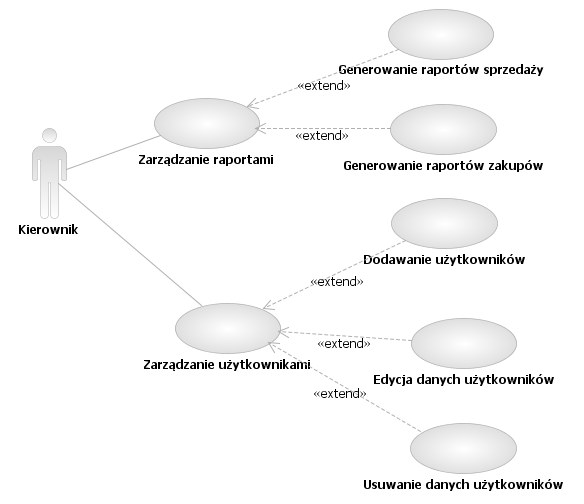 Generowanie raportów sprzedaży
«extend»
«extend»
Zarządzanie raportami
Generowanie raportów zakupów
Kierownik
Dodawanie użytkowników
«extend»
«extend»
Zarządzanie użytkownikami
Edycja danych użytkowników
«extend»
Usuwanie danych użytkowników